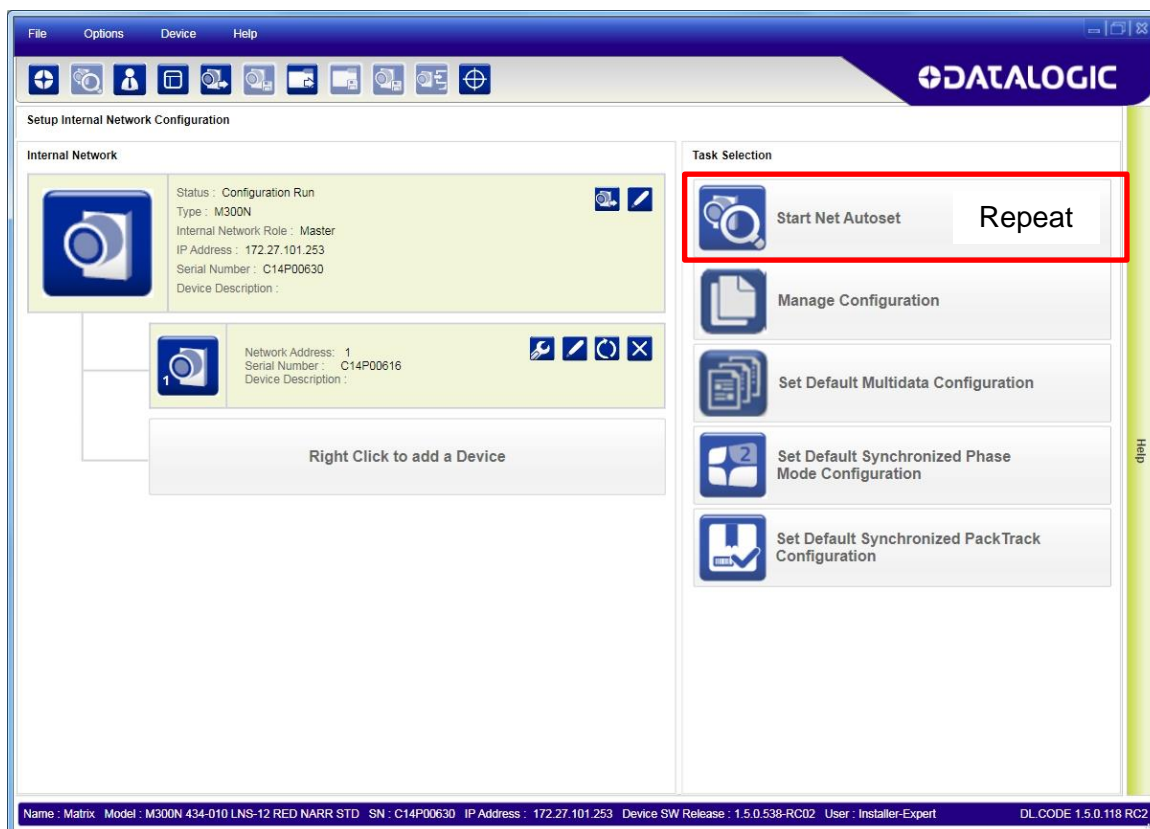 File Options Device Help
DATALOGIC
Setup Internal Network Configuration
Internal Network
Status : Configuration Run
Type : M300N
Internal Network Role : Master
IP Address : 172.27.101.253
Serial Number : C14P00630
Device Description :
1
Network Address: 1
Serial Number : C14P00616
Device Description :
Right Click to add a Device
Task Selection
Start Net Autoset
Repeat
Manage Configuration
Set Default Multidata Configuration
2
Set Default Synchronized Phase
Mode Configuration
Set Default Synchronized PackTrack
Configuration
Help
Name : Matrix Model : M300N 434-010 LNS-12 RED NARR STD SN : C14P00630 IP Address : 172.27.101.253 Device SW Release : 1.5.0.538-RC02 User : Installer-Expert DL.CODE 1.5.0.118 RC2